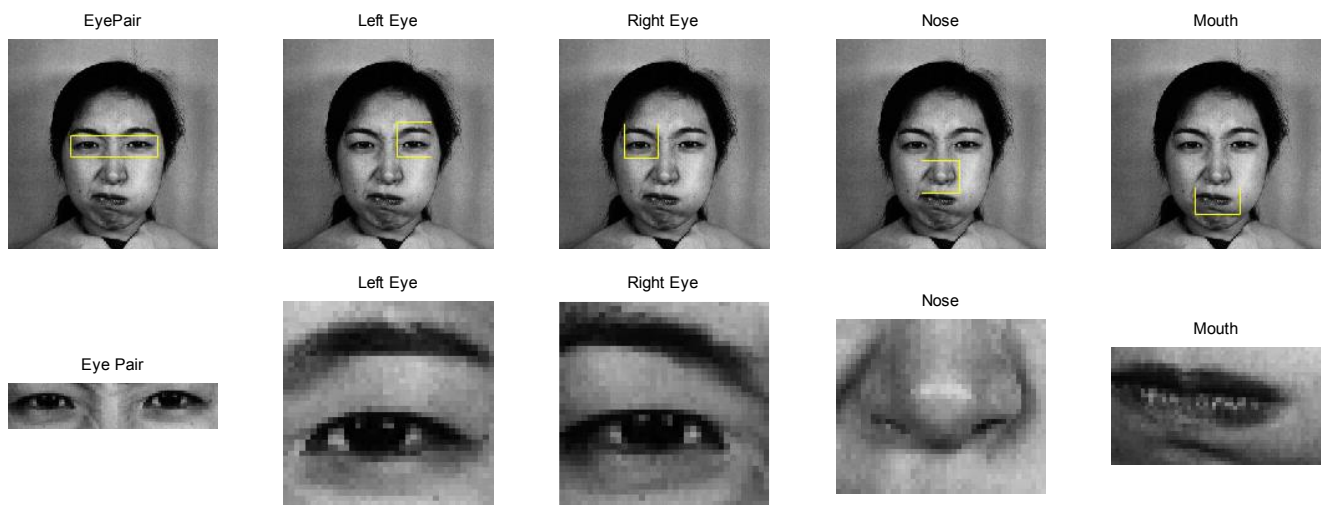 EyePair
Left Eye
Right Eye
Nose
Mouth
Left Eye
Right Eye
Nose
Mouth
Eye Pair